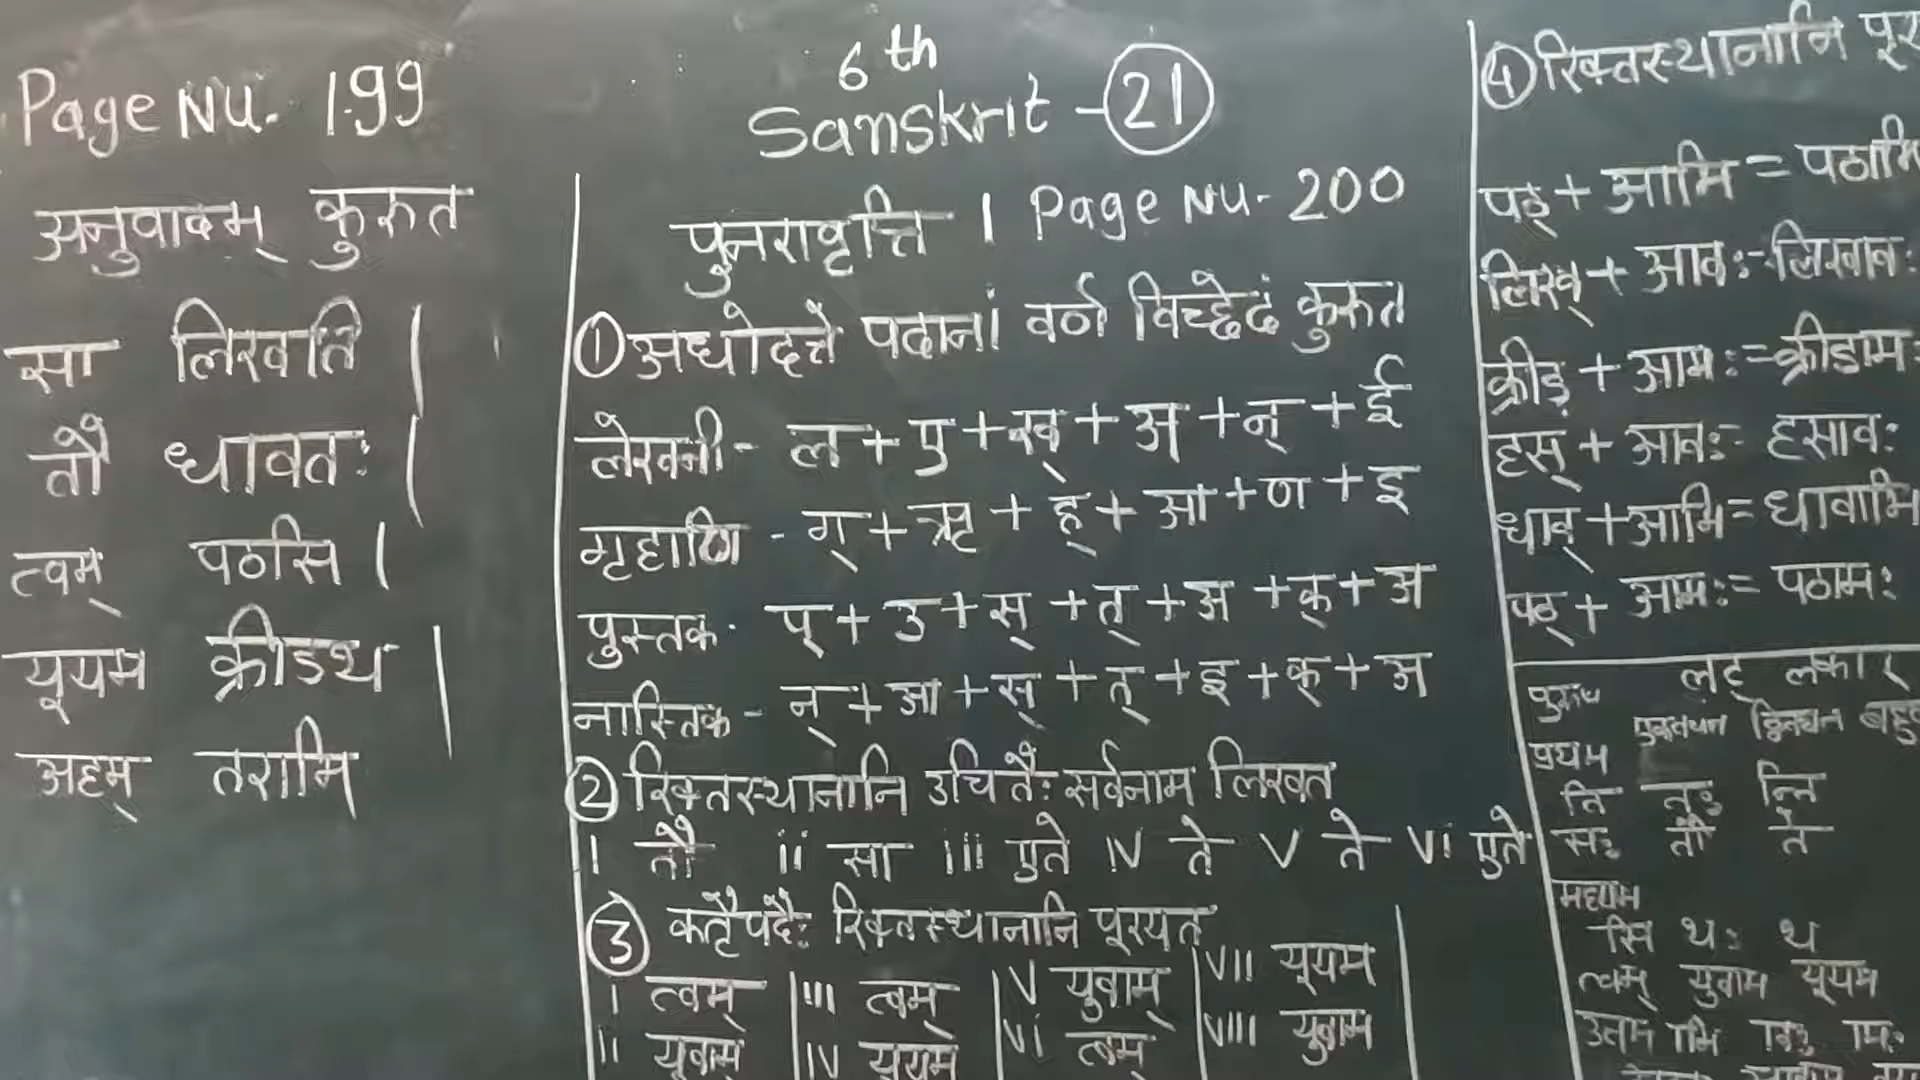 6 th
Sanskrit - 21
Page NU. 199
अनुवादम् कुरुत
सा लिखति |
तौ धावतः |
त्वम् पठसि |
यूयम क्रीडथ |
अहम् तरामि
पुनरावृत्ति | Page NU- 200
① अधोदत्तै पदानां वर्ण विच्छेदं कुरुत
लेखनी - ल + ए + ख् + अ + न् + ई
गृहाणि - ग् + ऋ + ह् + आ + ण + इ
पुस्तक - प् + उ + स् + त् + अ + क् + अ
नास्तिक - न् + आ + स् + त् + इ + क् + अ
② रिक्तस्थानानि उचितैः सर्वनाम लिखत
i तौ ii सा iii एते iv ते v ते vi एते
③ कर्तृपदैः रिक्तस्थानानि पूरयत
i त्वम् | iii त्वम् | v युवाम् | vii यूयम
ii युवाम् | iv यूयम | vi त्वम् | viii युवाम
④ रिक्तस्थानानि
पठ् + आमि = पठामि
लिख् + आवः - लिखावः
क्रीड् + आमः = क्रीडामः
हस् + आवः - हसावः
धाव् + आमि = धावामि
पठ् + आमः = पठामः
लट् लकार
पुरुष एकवचन द्विवचन
प्रथम
ति तः न्ति
सः तौ ते
मध्यम
सि थः थ
त्वम् युवाम यूयम
उत्तम मि वः मः